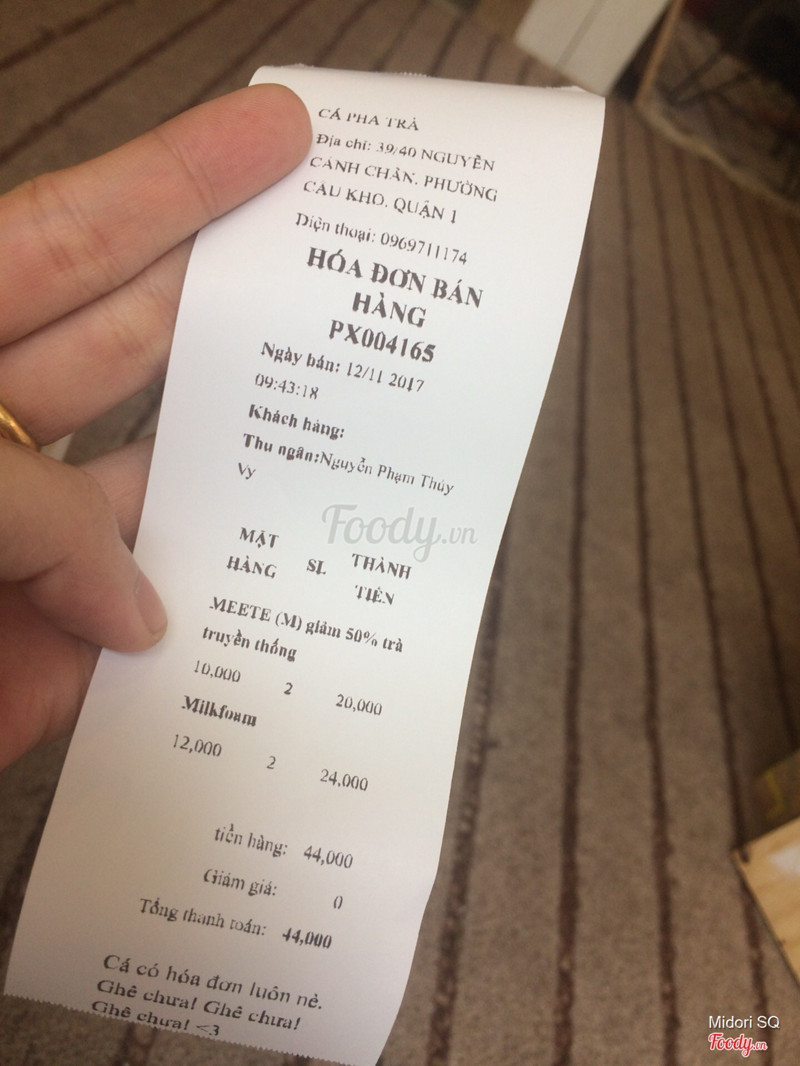 CÁ PHA TRÀ
Địa chỉ: 39/40 NGUYỄN
CẢNH CHÂN. PHƯỜNG
CẦU KHO. QUẬN 1
Điện thoại: 0969711174
HÓA ĐƠN BÁN
HÀNG
PX004165
Ngày bán: 12/11 2017
09:43:18
Khách hàng:
Thu ngân:Nguyễn Phạm Thúy
Vy
Foody.vn
MẶT
HÀNG SL THÀNH
TIỀN
MEETE (M) giảm 50% trà
truyền thống
10,000 2 20,000
Milkfoam
12,000 2 24,000
tiền hàng: 44,000
Giảm giá: 0
Tổng thanh toán: 44,000
Cá có hóa đơn luôn nè.
Ghê chưa! Ghê chưa!
Ghê chưa! <3
Midori SQ
Foody.vn